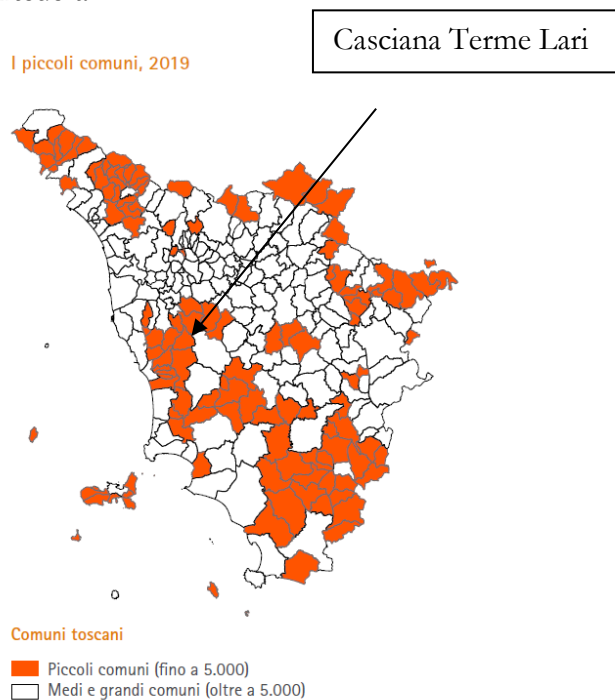 Casciana Terme Lari
I piccoli comuni, 2019
Comuni toscani
Piccoli comuni (fino a 5.000)
Medi e grandi comuni (oltre a 5.000)